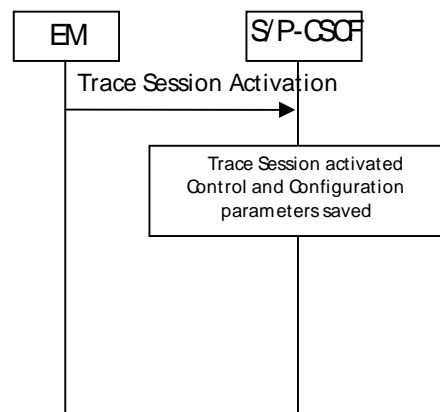 EM
S/P-CSCF
Trace Session Activation
Trace Session activated
Control and Configuration
parameters saved